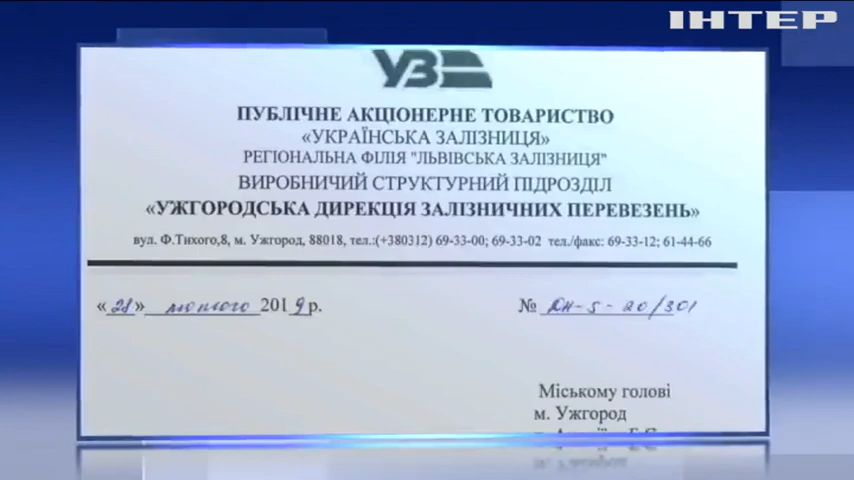 ІНТЕР
УЗ
ПУБЛІЧНЕ АКЦІОНЕРНЕ ТОВАРИСТВО
«УКРАЇНСЬКА ЗАЛІЗНИЦЯ»
РЕГІОНАЛЬНА ФІЛІЯ "ЛЬВІВСЬКА ЗАЛІЗНИЦЯ"
ВИРОБНИЧИЙ СТРУКТУРНИЙ ПІДРОЗДІЛ
«УЖГОРОДСЬКА ДИРЕКЦІЯ ЗАЛІЗНИЧНИХ ПЕРЕВЕЗЕНЬ»
вул. Ф.Тихого,8, м. Ужгород, 88018, тел.:(+380312) 69-33-00; 69-33-02 тел./факс: 69-33-12; 61-44-66
«28» лютого 2019 р.
№ ДН-5-20/301
Міському голові
м. Ужгород